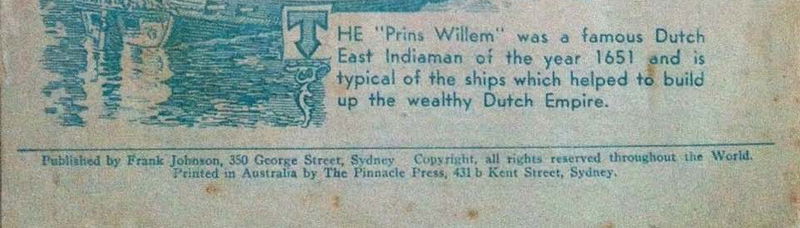 THE "Prins Willem" was a famous Dutch
East Indiaman of the year 1651 and is
typical of the ships which helped to build
up the wealthy Dutch Empire.
Published by Frank Johnson, 350 George Street, Sydney Copyright, all rights reserved throughout the World.
Printed in Australia by The Pinnacle Press, 431b Kent Street, Sydney.